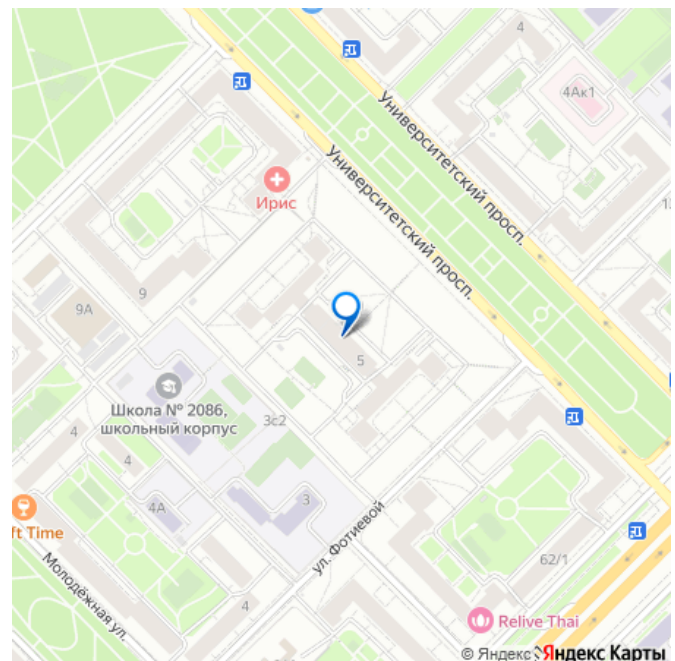 4
4Ак1
Университетский просп.
Университетский просп.
Ирис
9
9А
5
Школа № 2086,
школьный корпус
3с2
4
4
4А
3
ft Time
ул. Фотиевой
62/1
Молодёжная ул.
4
Relive Thai
© Яндекс Яндекс Карты